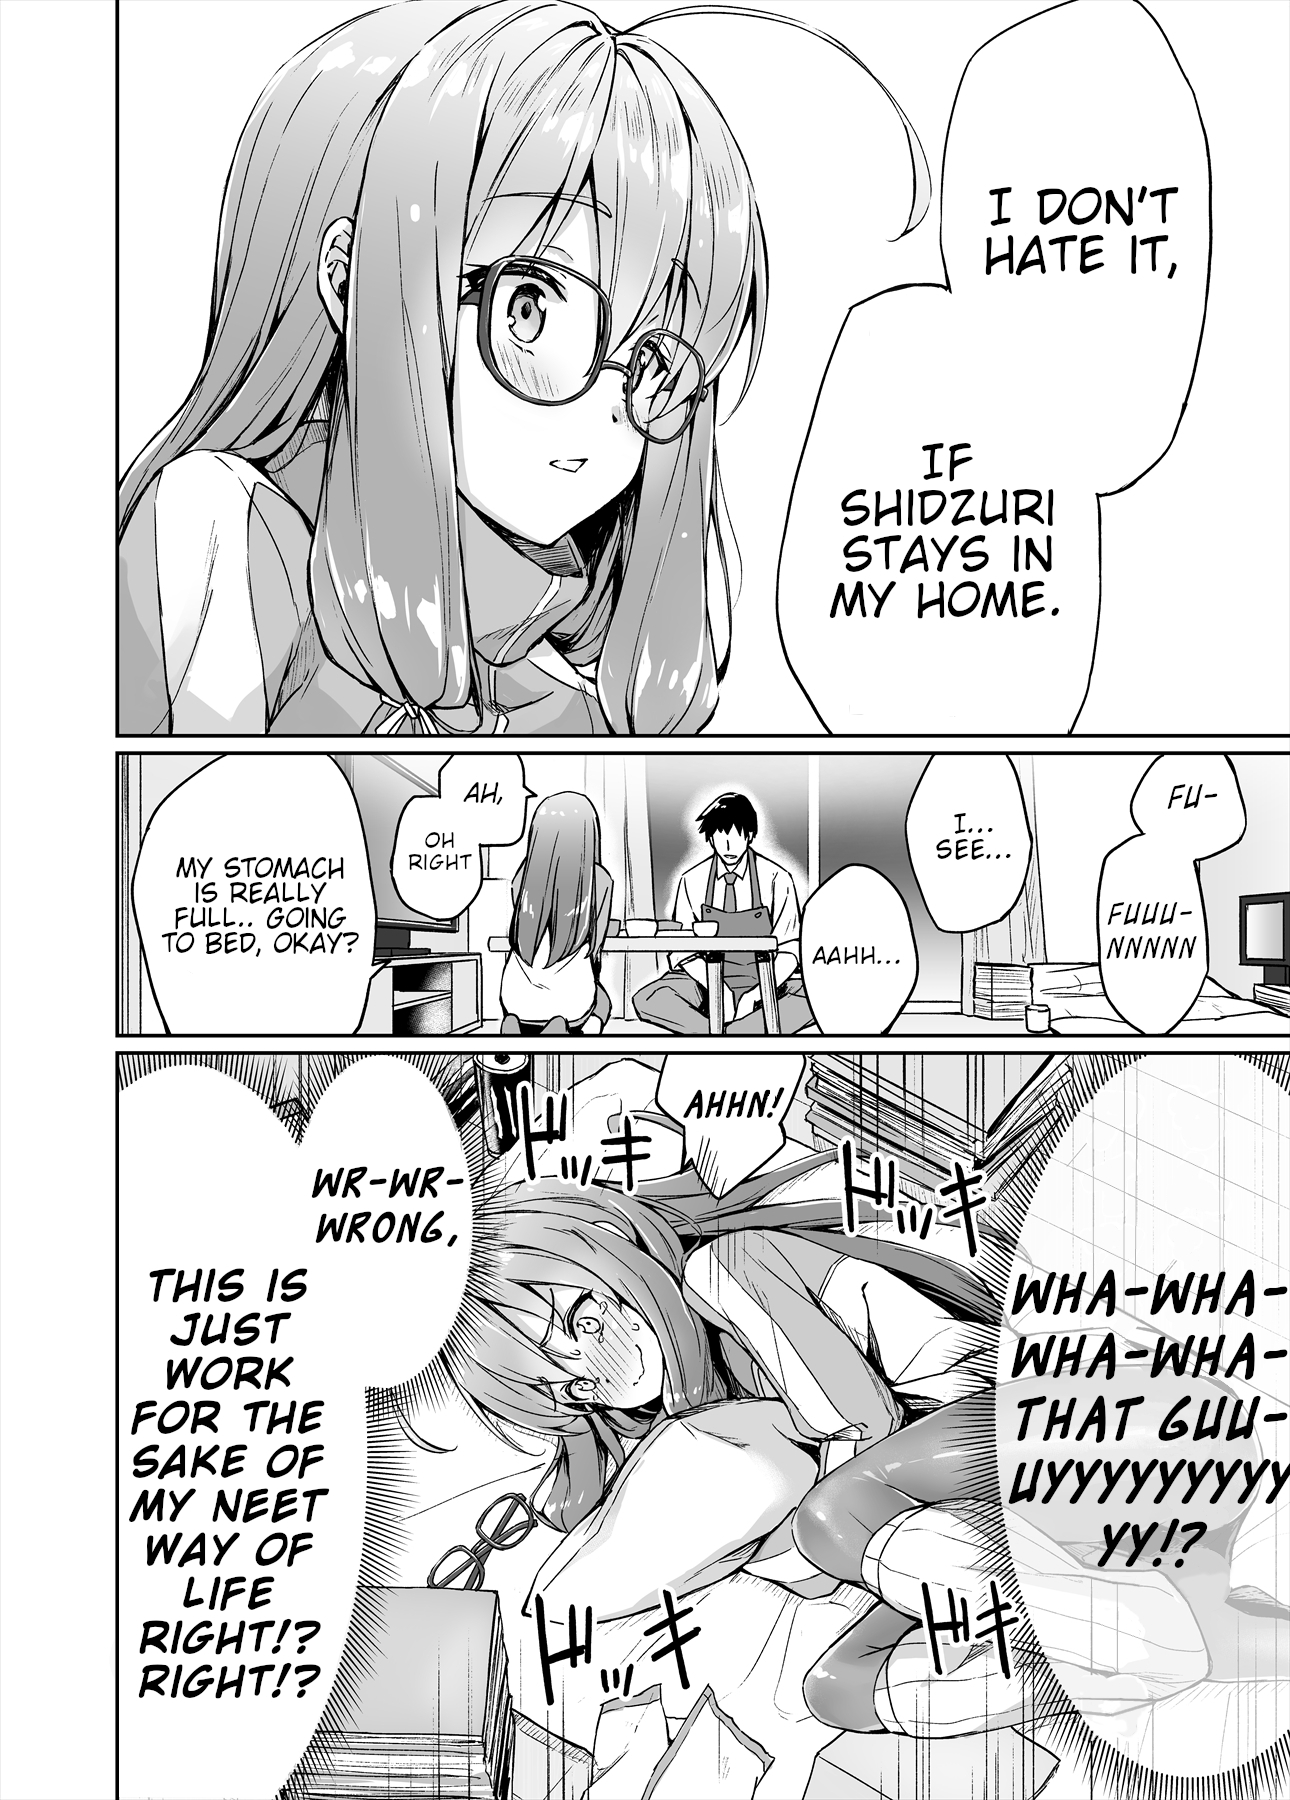 I DON'T
HATE IT,
IF
SHIDZURI
STAYS IN
MY HOME.
FU-
FUUU-
NNNNN
I...
SEE...
AAHH...
AH,
OH
RIGHT
MY STOMACH
IS REALLY
FULL.. GOING
TO BED, OKAY?
WHA-WHA-
WHA-WHA-
THAT GUU-
UYYYYYYYYY
YY!?
AHHN!
ドッキ
ドッキ
ドッキ
ドキ
WR-WR-
WRONG,
THIS IS
JUST
WORK
FOR THE
SAKE OF
MY NEET
WAY OF
LIFE
RIGHT!?
RIGHT!?